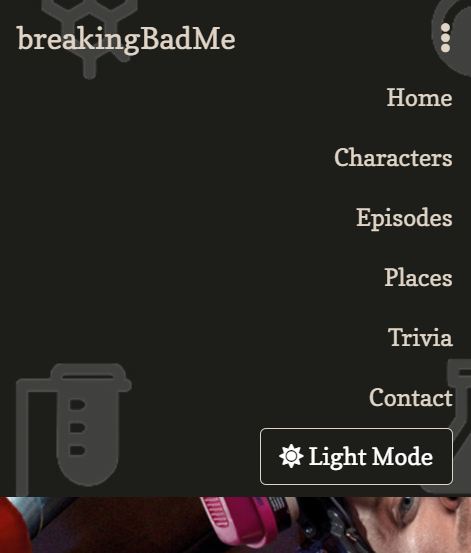 breakingBadMe
Home
Characters
Episodes
Places
Trivia
Contact
Light Mode